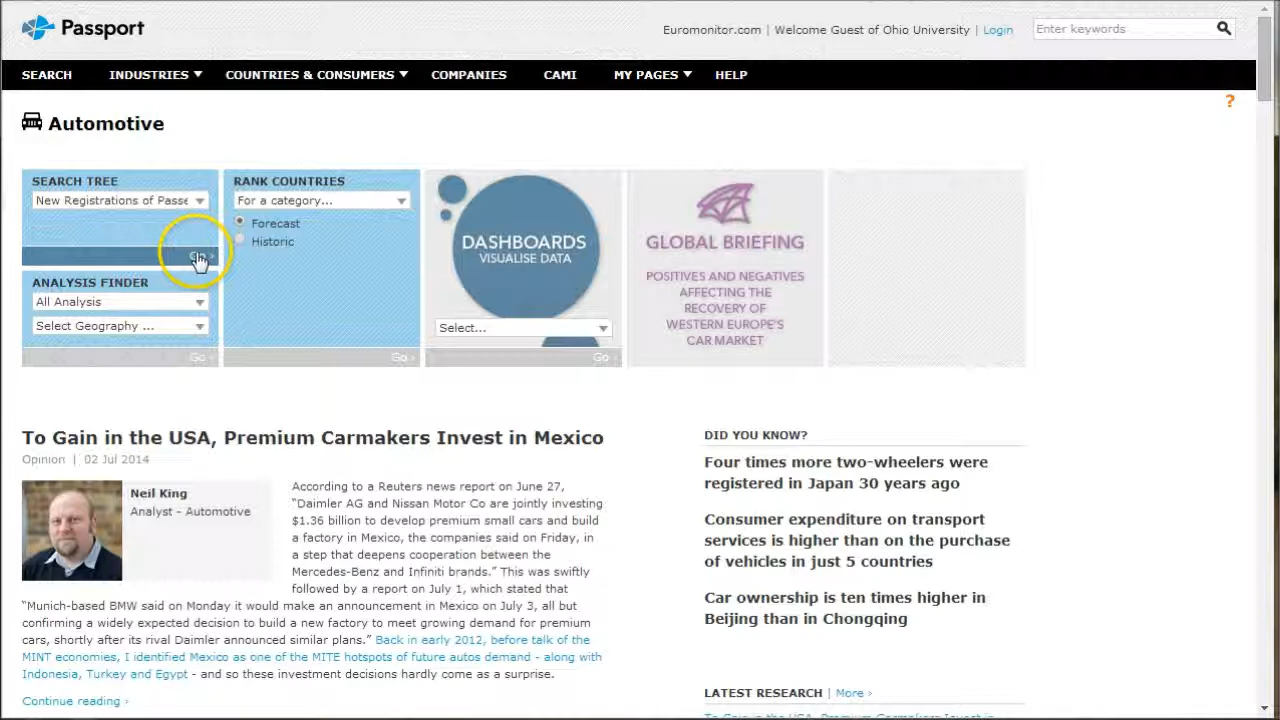 Passport
Euromonitor.com | Welcome Guest of Ohio University | Login
Enter keywords
SEARCH INDUSTRIES COUNTRIES & CONSUMERS COMPANIES CAMI MY PAGES HELP
?
Automotive
SEARCH TREE
New Registrations of Passe
Go ›
ANALYSIS FINDER
All Analysis
Select Geography ...
Go ›
RANK COUNTRIES
For a category...
Forecast
Historic
Go ›
DASHBOARDS
VISUALISE DATA
Select...
Go ›
GLOBAL BRIEFING
POSITIVES AND NEGATIVES
AFFECTING THE
RECOVERY OF
WESTERN EUROPE'S
CAR MARKET
To Gain in the USA, Premium Carmakers Invest in Mexico
Opinion | 02 Jul 2014
Neil King
Analyst - Automotive
According to a Reuters news report on June 27,
“Daimler AG and Nissan Motor Co are jointly investing
$1.36 billion to develop premium small cars and build
a factory in Mexico, the companies said on Friday, in
a step that deepens cooperation between the
Mercedes-Benz and Infiniti brands.” This was swiftly
followed by a report on July 1, which stated that
“Munich-based BMW said on Monday it would make an announcement in Mexico on July 3, all but
confirming a widely expected decision to build a new factory to meet growing demand for premium
cars, shortly after its rival Daimler announced similar plans.” Back in early 2012, before talk of the
MINT economies, I identified Mexico as one of the MITE hotspots of future autos demand - along with
Indonesia, Turkey and Egypt - and so these investment decisions hardly come as a surprise.
Continue reading ›
DID YOU KNOW?
Four times more two-wheelers were
registered in Japan 30 years ago
Consumer expenditure on transport
services is higher than on the purchase
of vehicles in just 5 countries
Car ownership is ten times higher in
Beijing than in Chongqing
LATEST RESEARCH | More ›
To Gain in the USA, Premium Carmakers Invest in